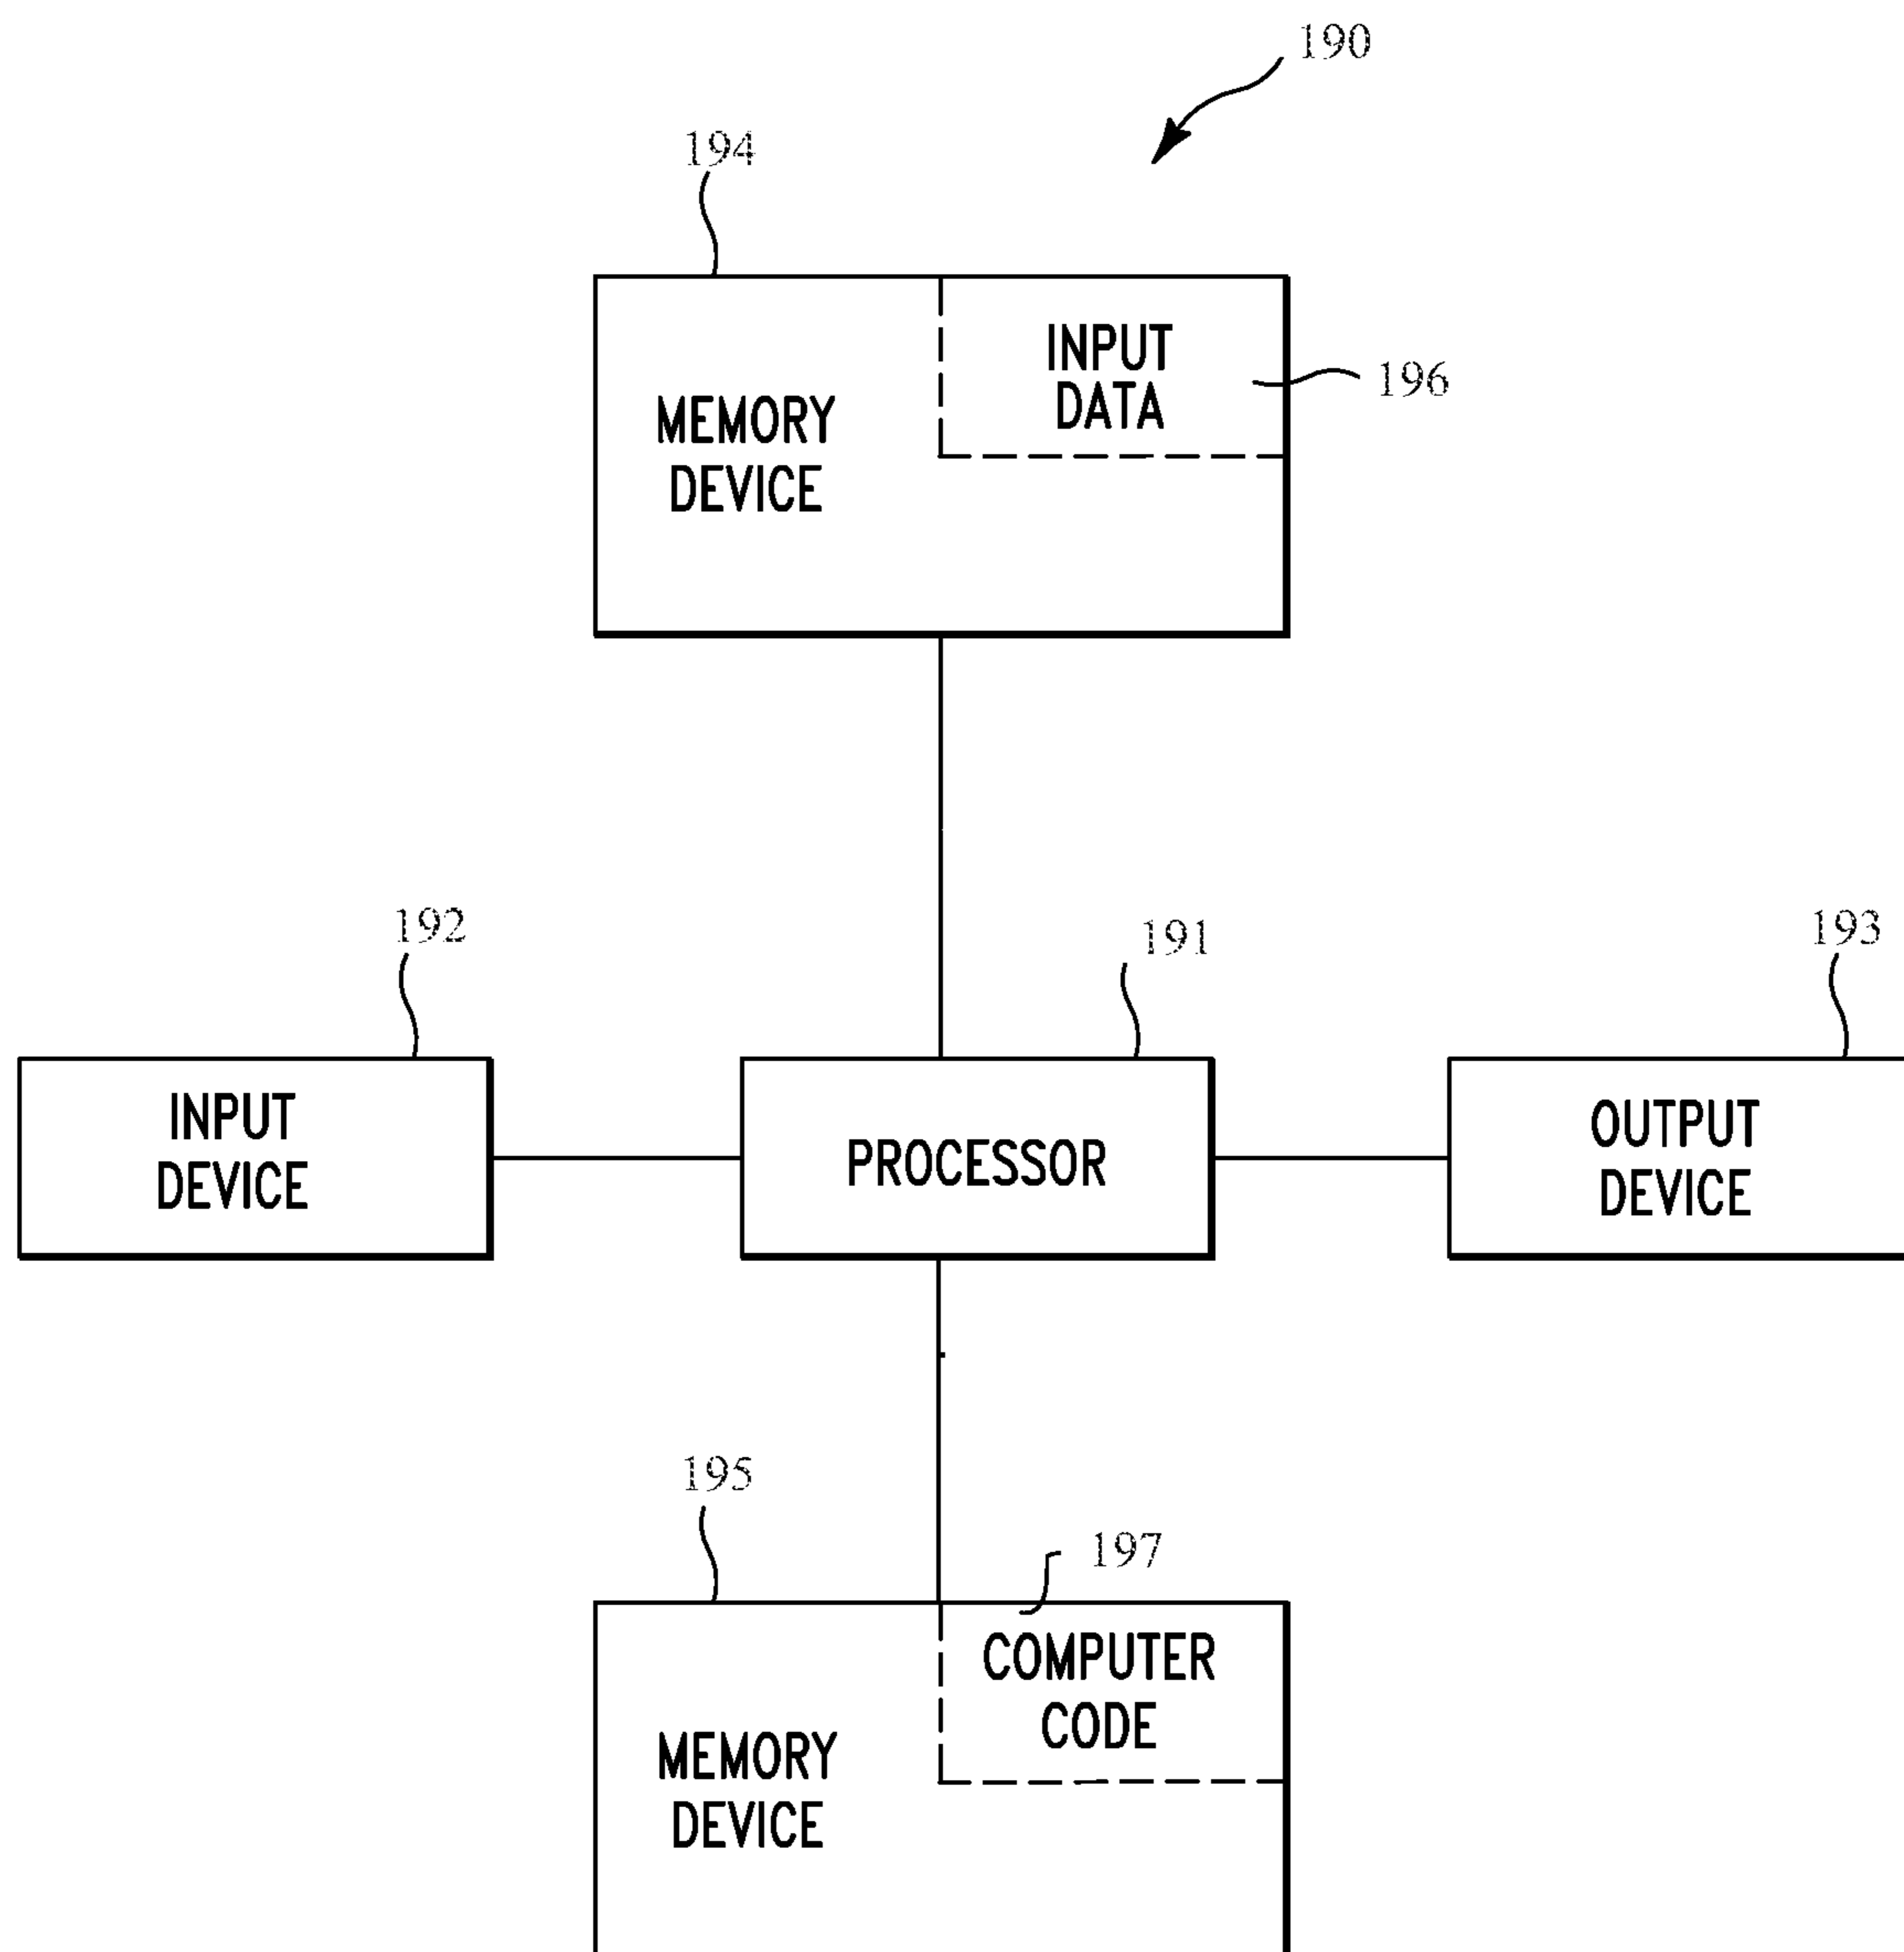 190
194
INPUT
DATA
196
MEMORY
DEVICE
192
191
193
INPUT
DEVICE
PROCESSOR
OUTPUT
DEVICE
195
197
COMPUTER
CODE
MEMORY
DEVICE